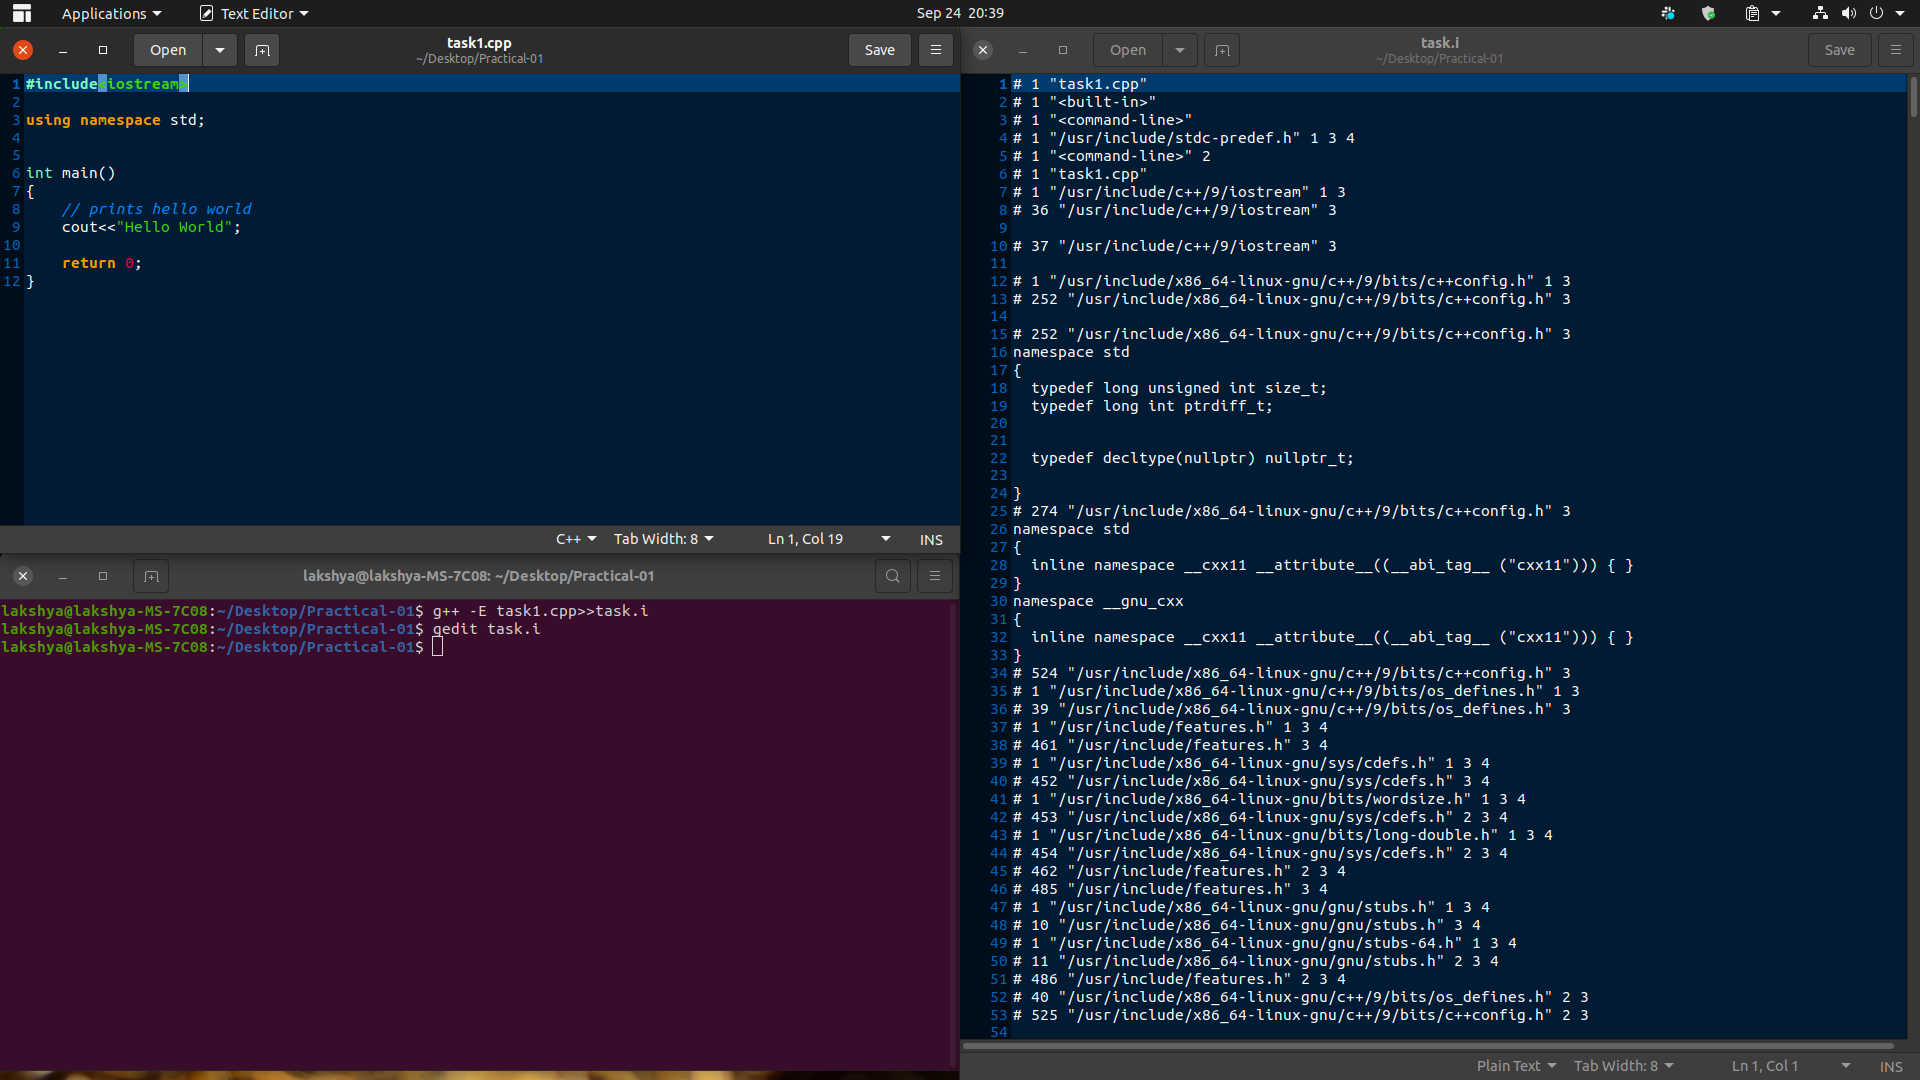 Applications
Text Editor
Sep 24 20:39
Open
task1.cpp
~/Desktop/Practical-01
Save
1 #include<iostream>
2
3 using namespace std;
4
5
6 int main()
7 {
8     // prints hello world
9     cout<<"Hello World";
10
11     return 0;
12 }
C++
Tab Width: 8
Ln 1, Col 19
INS
lakshya@lakshya-MS-7C08: ~/Desktop/Practical-01
lakshya@lakshya-MS-7C08:~/Desktop/Practical-01$ g++ -E task1.cpp>>task.i
lakshya@lakshya-MS-7C08:~/Desktop/Practical-01$ gedit task.i
lakshya@lakshya-MS-7C08:~/Desktop/Practical-01$
Open
task.i
~/Desktop/Practical-01
Save
1 # 1 "task1.cpp"
2 # 1 "<built-in>"
3 # 1 "<command-line>"
4 # 1 "/usr/include/stdc-predef.h" 1 3 4
5 # 1 "<command-line>" 2
6 # 1 "task1.cpp"
7 # 1 "/usr/include/c++/9/iostream" 1 3
8 # 36 "/usr/include/c++/9/iostream" 3
9
10 # 37 "/usr/include/c++/9/iostream" 3
11
12 # 1 "/usr/include/x86_64-linux-gnu/c++/9/bits/c++config.h" 1 3
13 # 252 "/usr/include/x86_64-linux-gnu/c++/9/bits/c++config.h" 3
14
15 # 252 "/usr/include/x86_64-linux-gnu/c++/9/bits/c++config.h" 3
16 namespace std
17 {
18   typedef long unsigned int size_t;
19   typedef long int ptrdiff_t;
20
21
22   typedef decltype(nullptr) nullptr_t;
23
24 }
25 # 274 "/usr/include/x86_64-linux-gnu/c++/9/bits/c++config.h" 3
26 namespace std
27 {
28   inline namespace __cxx11 __attribute__((__abi_tag__ ("cxx11"))) { }
29 }
30 namespace __gnu_cxx
31 {
32   inline namespace __cxx11 __attribute__((__abi_tag__ ("cxx11"))) { }
33 }
34 # 524 "/usr/include/x86_64-linux-gnu/c++/9/bits/c++config.h" 3
35 # 1 "/usr/include/x86_64-linux-gnu/c++/9/bits/os_defines.h" 1 3
36 # 39 "/usr/include/x86_64-linux-gnu/c++/9/bits/os_defines.h" 3
37 # 1 "/usr/include/features.h" 1 3 4
38 # 461 "/usr/include/features.h" 3 4
39 # 1 "/usr/include/x86_64-linux-gnu/sys/cdefs.h" 1 3 4
40 # 452 "/usr/include/x86_64-linux-gnu/sys/cdefs.h" 3 4
41 # 1 "/usr/include/x86_64-linux-gnu/bits/wordsize.h" 1 3 4
42 # 453 "/usr/include/x86_64-linux-gnu/sys/cdefs.h" 2 3 4
43 # 1 "/usr/include/x86_64-linux-gnu/bits/long-double.h" 1 3 4
44 # 454 "/usr/include/x86_64-linux-gnu/sys/cdefs.h" 2 3 4
45 # 462 "/usr/include/features.h" 2 3 4
46 # 485 "/usr/include/features.h" 3 4
47 # 1 "/usr/include/x86_64-linux-gnu/gnu/stubs.h" 1 3 4
48 # 10 "/usr/include/x86_64-linux-gnu/gnu/stubs.h" 3 4
49 # 1 "/usr/include/x86_64-linux-gnu/gnu/stubs-64.h" 1 3 4
50 # 11 "/usr/include/x86_64-linux-gnu/gnu/stubs.h" 2 3 4
51 # 486 "/usr/include/features.h" 2 3 4
52 # 40 "/usr/include/x86_64-linux-gnu/c++/9/bits/os_defines.h" 2 3
53 # 525 "/usr/include/x86_64-linux-gnu/c++/9/bits/c++config.h" 2 3
54
Plain Text
Tab Width: 8
Ln 1, Col 1
INS